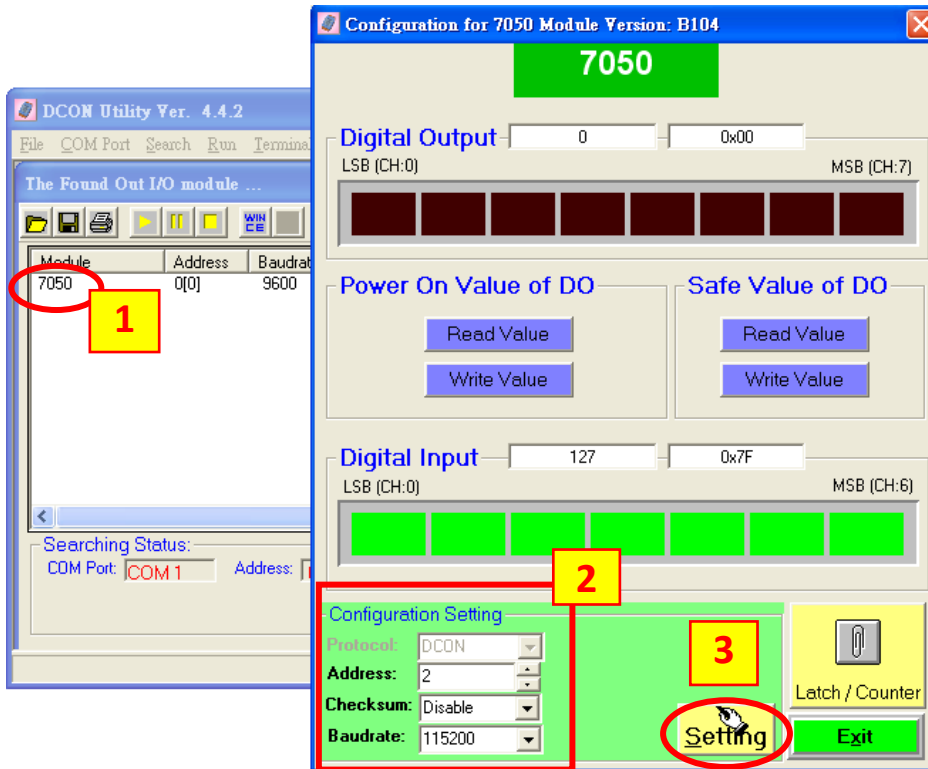 Configuration for 7050 Module Version: B104
7050
DCON Utility Ver. 4.4.2
File COM Port Search Run
The Found Out I/O module ...
WIN CE
Module Address
7050 0[0] 9600
1
Searching Status:
COM Port: COM 1 Address:
Digital Output 0 0x00
LSB (CH:0) MSB (CH:7)
Power On Value of DO
Read Value
Write Value
Safe Value of DO
Read Value
Write Value
Digital Input 127 0x7F
LSB (CH:0) MSB (CH:6)
2
Configuration Setting
Protocol: DCON
Address: 2
Checksum: Disable
Baudrate: 115200
3
Setting
Latch / Counter
Exit